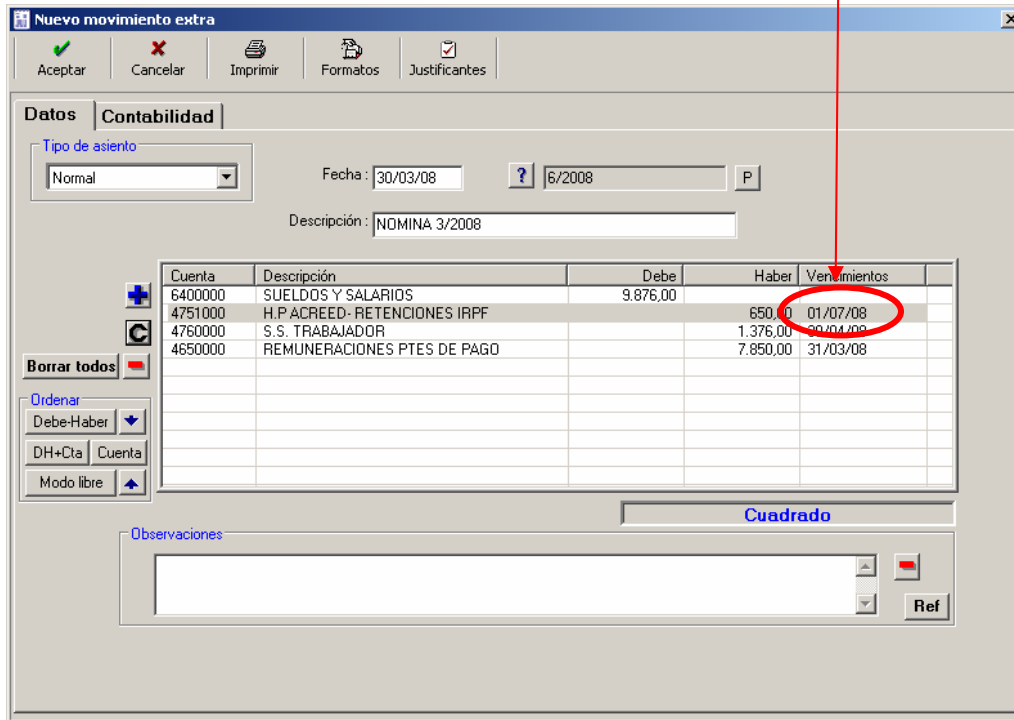 Nuevo movimiento extra
Aceptar Cancelar Imprimir Formatos Justificantes
Datos Contabilidad
Tipo de asiento
Normal Fecha : 30/03/08 ? 6/2008 P
Descripción : NOMINA 3/2008
Cuenta Descripción Debe Haber Vencimientos
6400000 SUELDOS Y SALARIOS 9.876,00
4751000 H.P ACREED- RETENCIONES IRPF 650,00 01/07/08
4760000 S.S. TRABAJADOR 1.376,00 30/04/08
4650000 REMUNERACIONES PTES DE PAGO 7.850,00 31/03/08
C
Borrar todos
Ordenar
Debe-Haber
DH+Cta Cuenta
Modo libre
Cuadrado
Observaciones
Ref